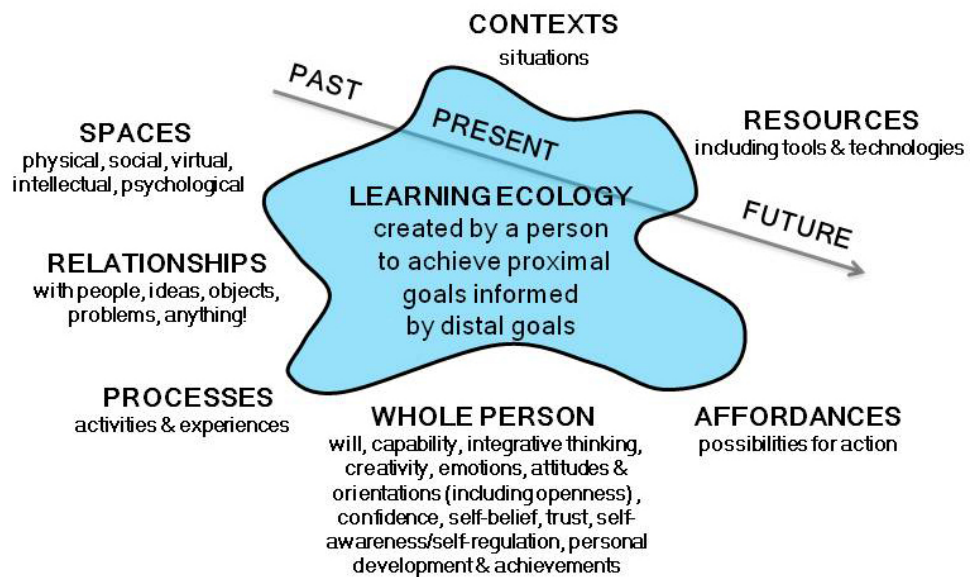 CONTEXTS
situations
PAST
PRESENT
FUTURE
SPACES
physical, social, virtual,
intellectual, psychological
RESOURCES
including tools & technologies
LEARNING ECOLOGY
created by a person
to achieve proximal
goals informed
by distal goals
RELATIONSHIPS
with people, ideas, objects,
problems, anything!
PROCESSES
activities & experiences
WHOLE PERSON
will, capability, integrative thinking,
creativity, emotions, attitudes &
orientations (including openness) ,
confidence, self-belief, trust, self-
awareness/self-regulation, personal
development & achievements
AFFORDANCES
possibilities for action